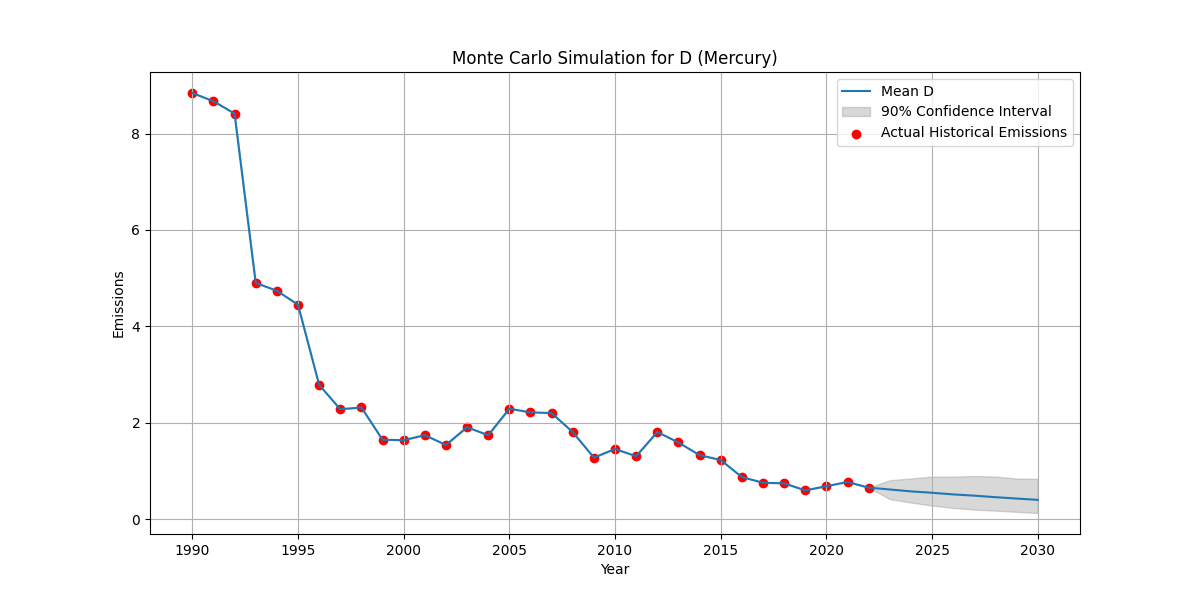 Monte Carlo Simulation for D (Mercury)
Mean D
90% Confidence Interval
Actual Historical Emissions
8
6
4
2
0
Emissions
1990 1995 2000 2005 2010 2015 2020 2025 2030
Year